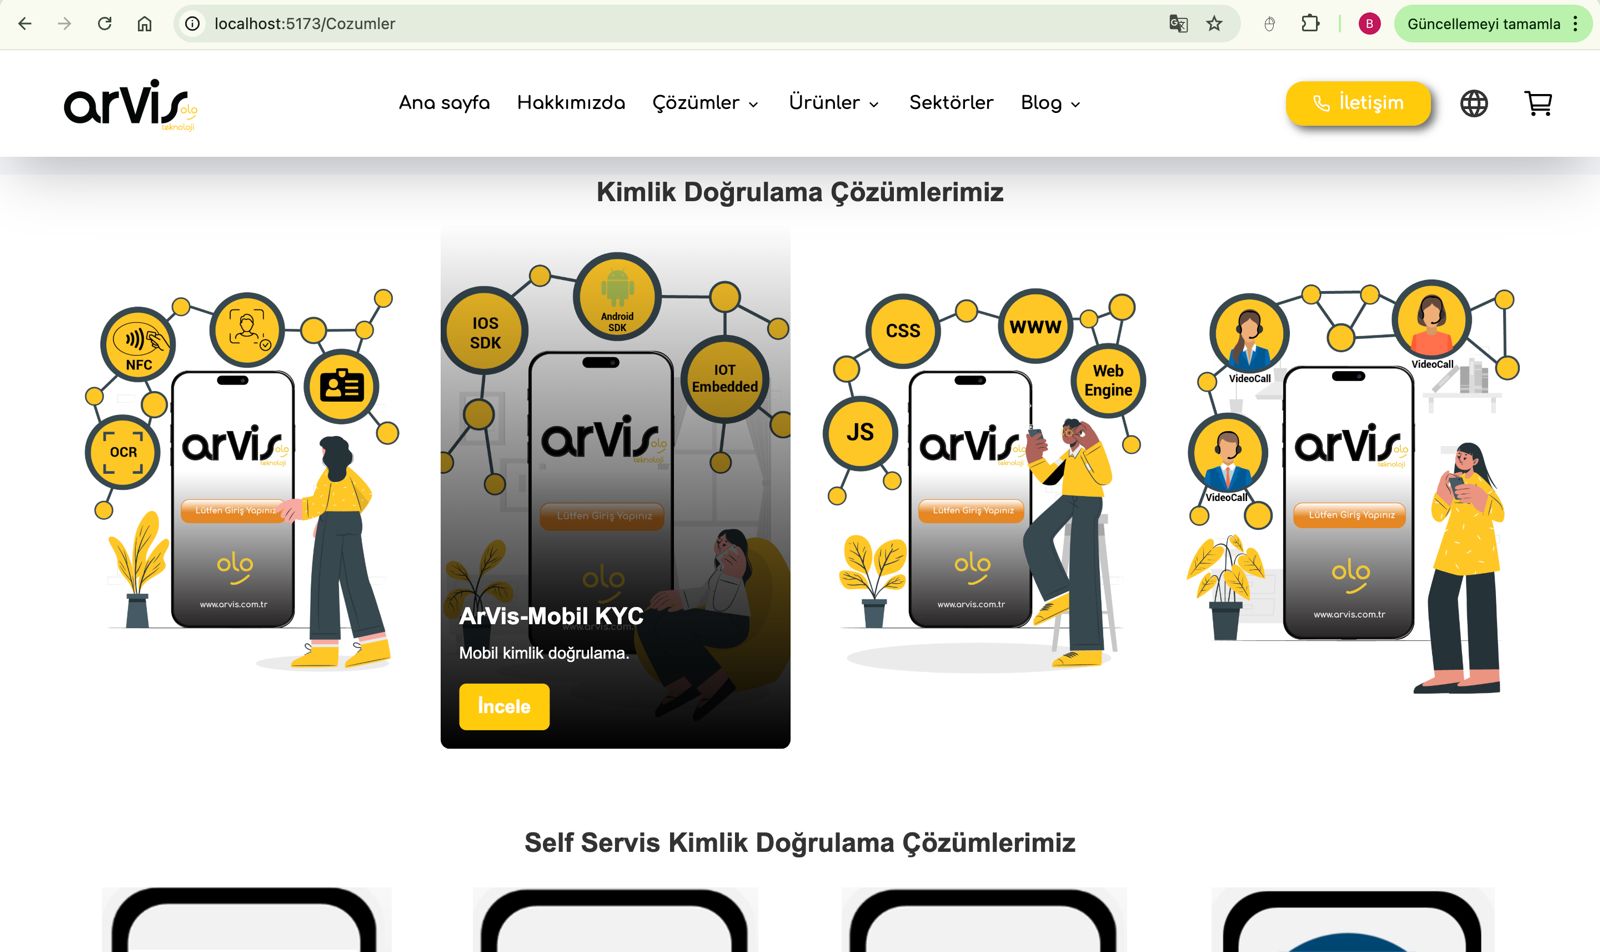 localhost:5173/Cozumler
B
Güncellemeyi tamamla
arVis
olo
teknoloji
Ana sayfa
Hakkımızda
Çözümler
Ürünler
Sektörler
Blog
İletişim
Kimlik Doğrulama Çözümlerimiz
NFC
OCR
arVis
olo
teknoloji
Lütfen Giriş Yapınız
olo
www.arvis.com.tr
IOS
SDK
Android
SDK
IOT
Embedded
arVis
olo
teknoloji
Lütfen Giriş Yapınız
olo
www.arvis.com.tr
ArVis-Mobil KYC
Mobil kimlik doğrulama.
İncele
CSS
WWW
Web
Engine
JS
arVis
olo
teknoloji
Lütfen Giriş Yapınız
olo
www.arvis.com.tr
VideoCall
VideoCall
VideoCall
arVis
olo
teknoloji
Lütfen Giriş Yapınız
olo
www.arvis.com.tr
Self Servis Kimlik Doğrulama Çözümlerimiz